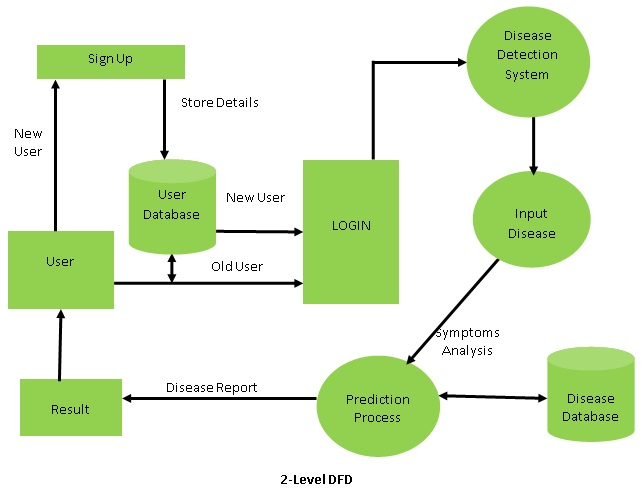 Sign Up
Disease
Detection
System
Store Details
New
User
User
Database
New User
LOGIN
Input
Disease
User
Old User
Symptoms
Analysis
Result
Disease Report
Prediction
Process
Disease
Database
2-Level DFD